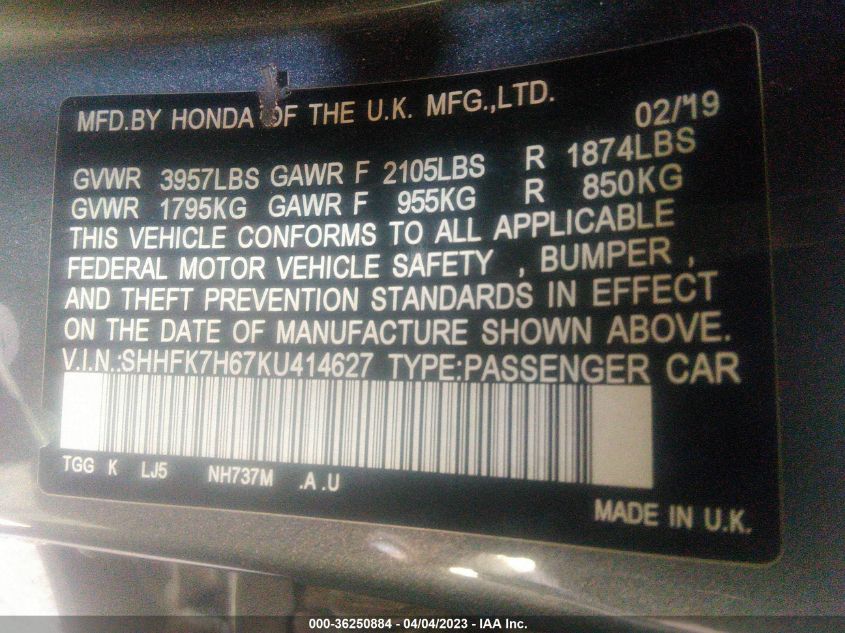 MFD.BY HONDA OF THE U.K. MFG.,LTD. 02/'19
GVWR 3957LBS GAWR F 2105LBS R 1874LBS
GVWR 1795KG GAWR F 955KG R 850KG
THIS VEHICLE CONFORMS TO ALL APPLICABLE
FEDERAL MOTOR VEHICLE SAFETY , BUMPER ,
AND THEFT PREVENTION STANDARDS IN EFFECT
ON THE DATE OF MANUFACTURE SHOWN ABOVE.
V.I.N.:SHHFK7H67KU414627 TYPE:PASSENGER CAR
TGG K LJ5 NH737M .A .U
MADE IN U.K.
000-36250884 - 04/04/2023 - IAA Inc.